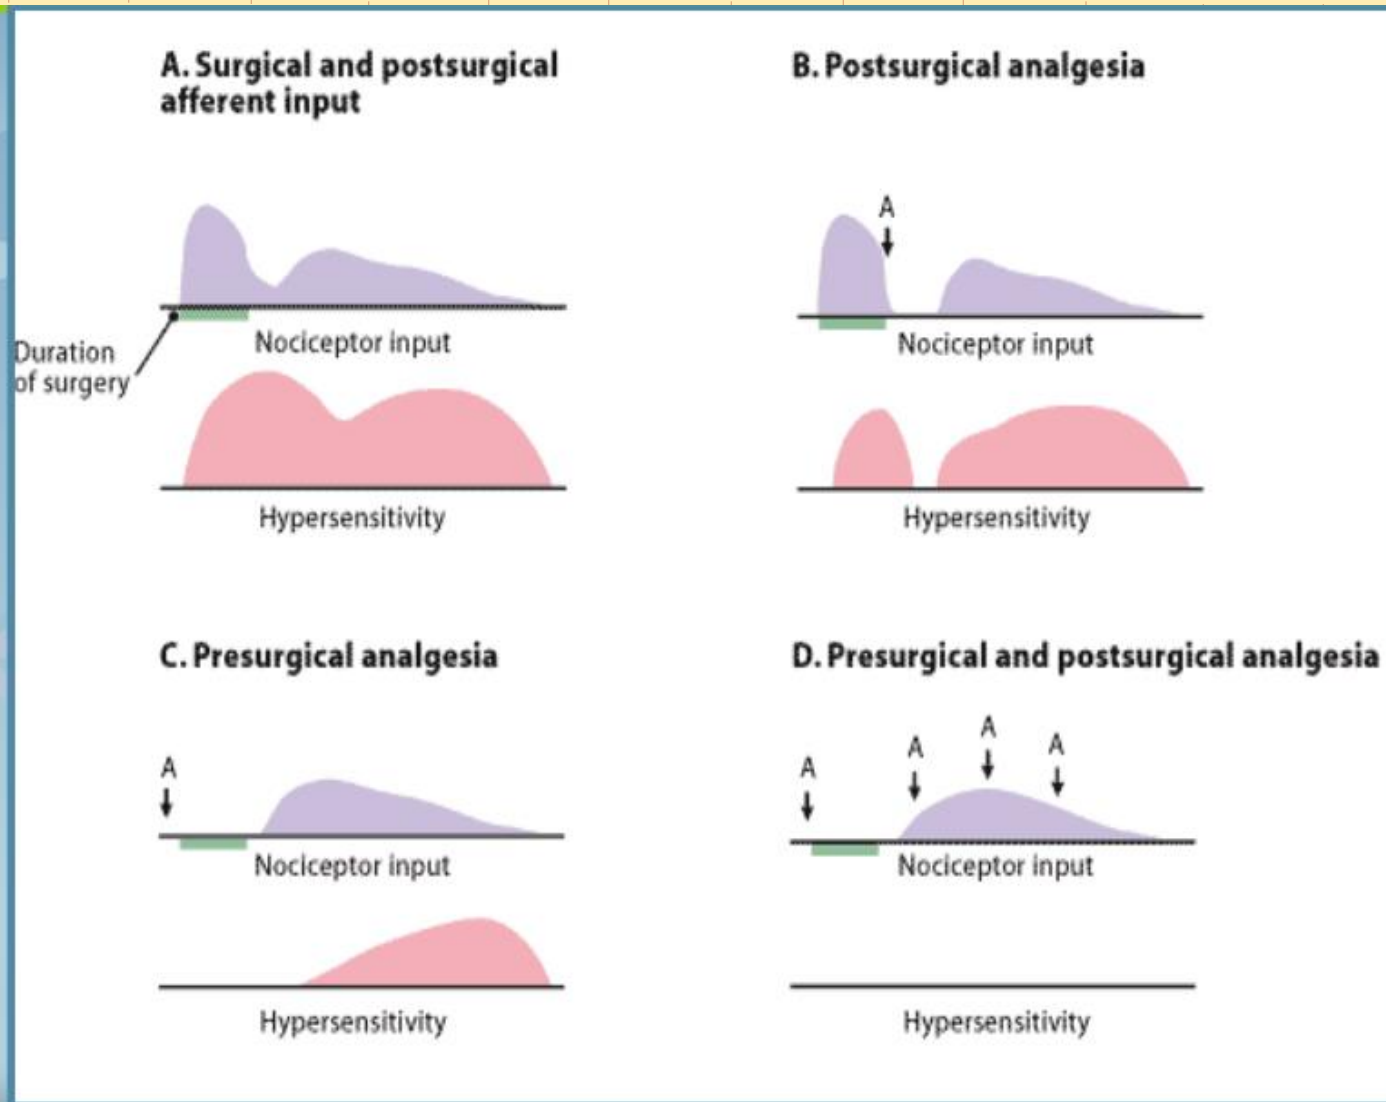 A. Surgical and postsurgical
afferent input
Duration
of surgery
Nociceptor input
Hypersensitivity
B. Postsurgical analgesia
A
Nociceptor input
Hypersensitivity
C. Presurgical analgesia
A
Nociceptor input
Hypersensitivity
D. Presurgical and postsurgical analgesia
A
A
A
A
Nociceptor input
Hypersensitivity